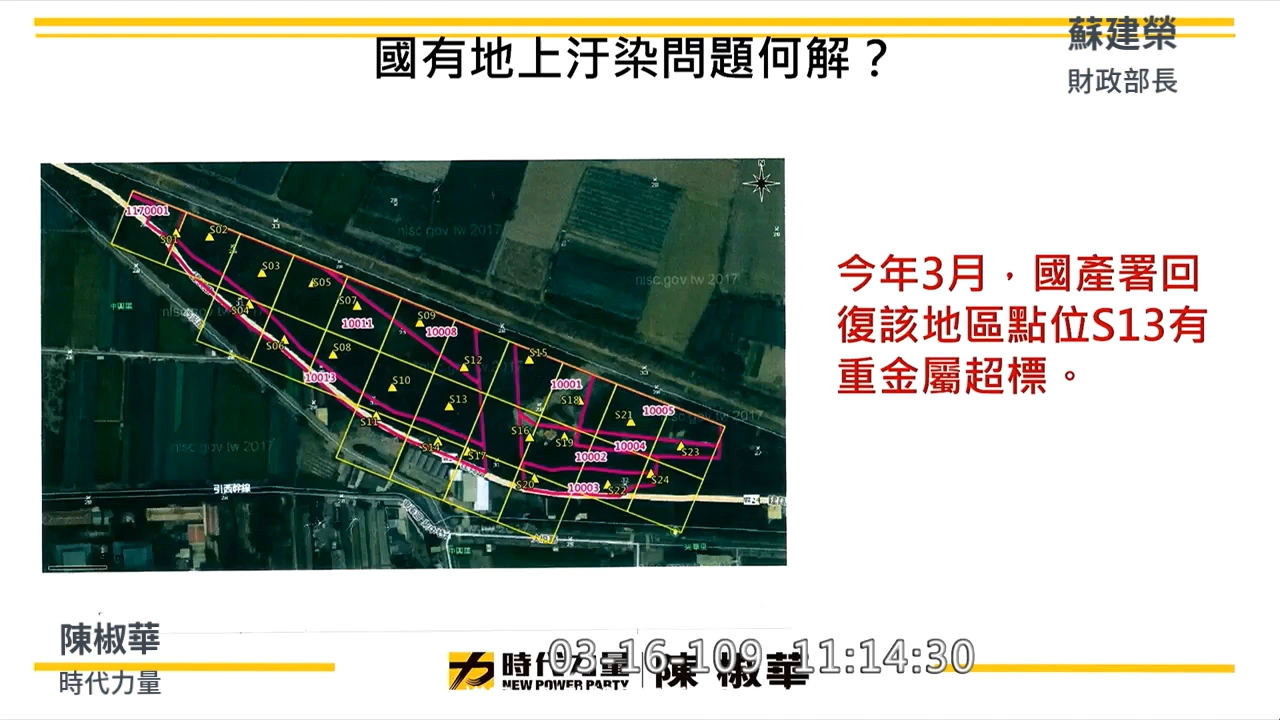 國有地上汙染問題何解？
蘇建榮
財政部長
1170001
S01
S02
S03
S05
S07
S09
S04
10011
10008
S06
S08
S12
S15
10013
S10
10001
S13
S18
10005
S11
S21
S16
S14
S19
10004
S17
10002
S23
S20
10003
S22
S24
引西幹線
nlsc.gov.tw 2017
nlsc.gov.tw 2017
今年3月，國產署回
復該地區點位S13有
重金屬超標。
陳椒華
時代力量
時代力量
NEW POWER PARTY
陳椒華
03-16-109 11:14:30